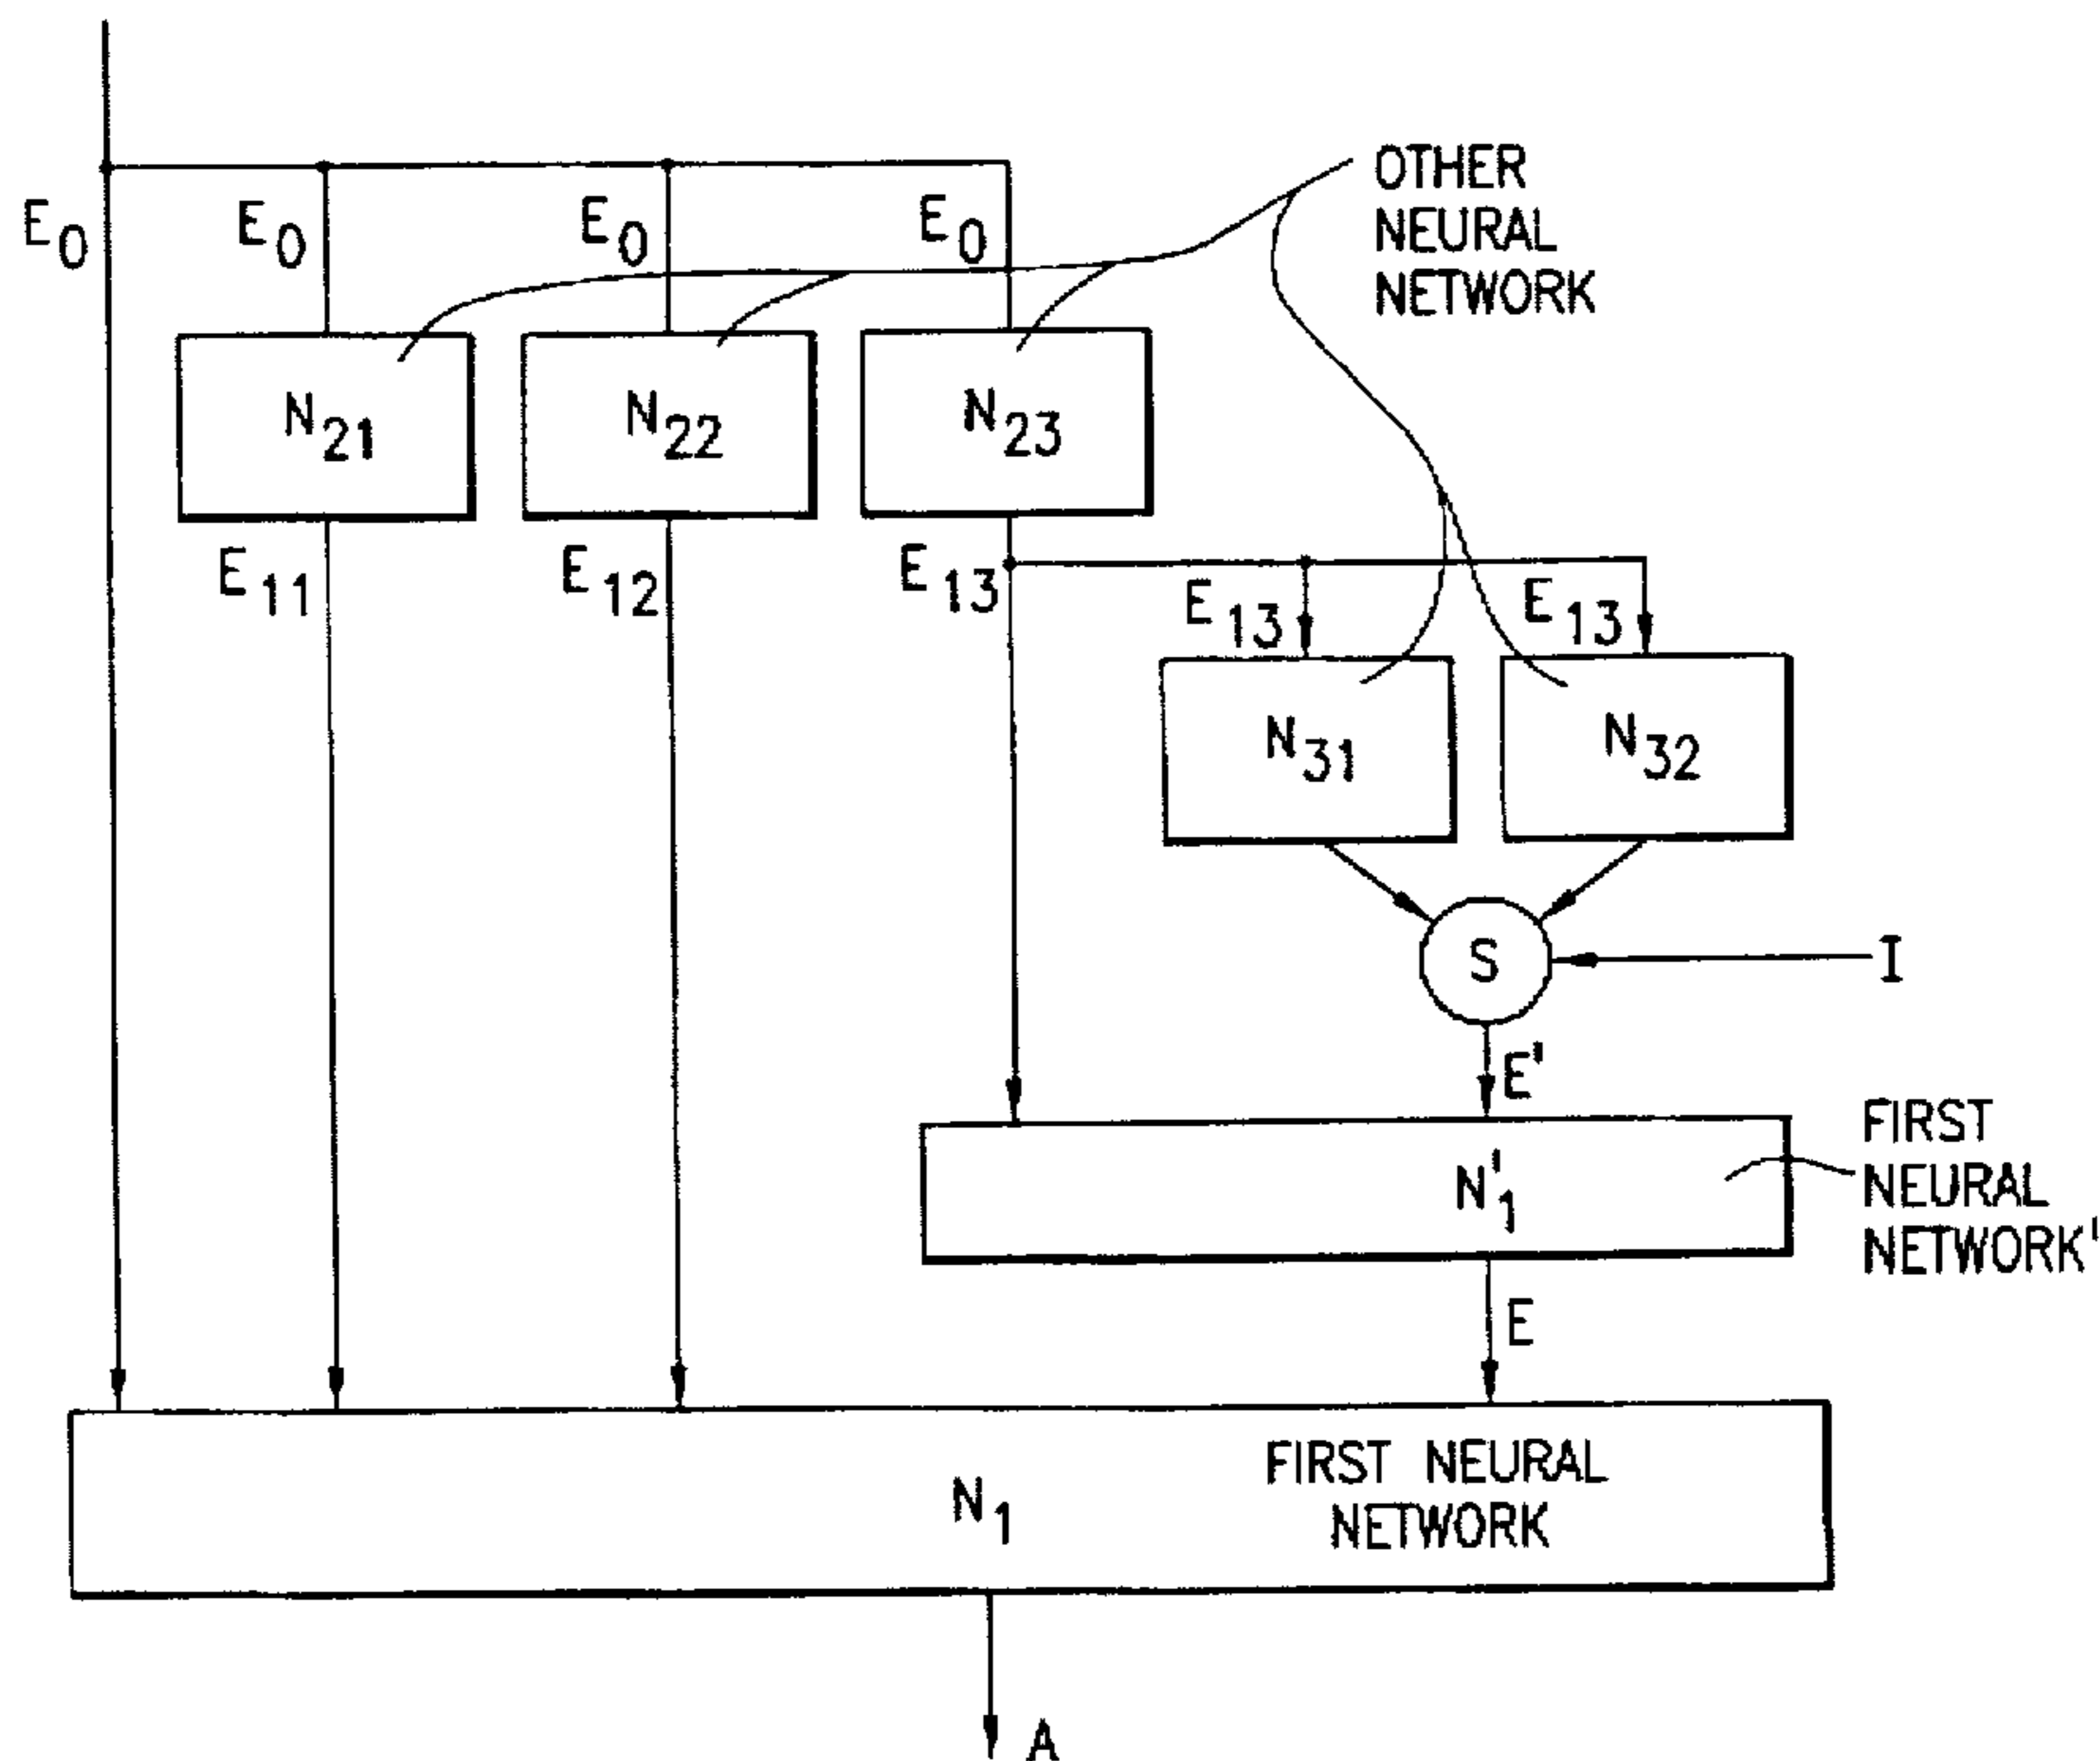 OTHER
NEURAL
NETWORK
E0 E0 E0 E0
N21 N22 N23
E11 E12 E13 E13 E13
N31 N32
S I
E'
N'1
FIRST
NEURAL
NETWORK'
E
N1
FIRST NEURAL
NETWORK
A